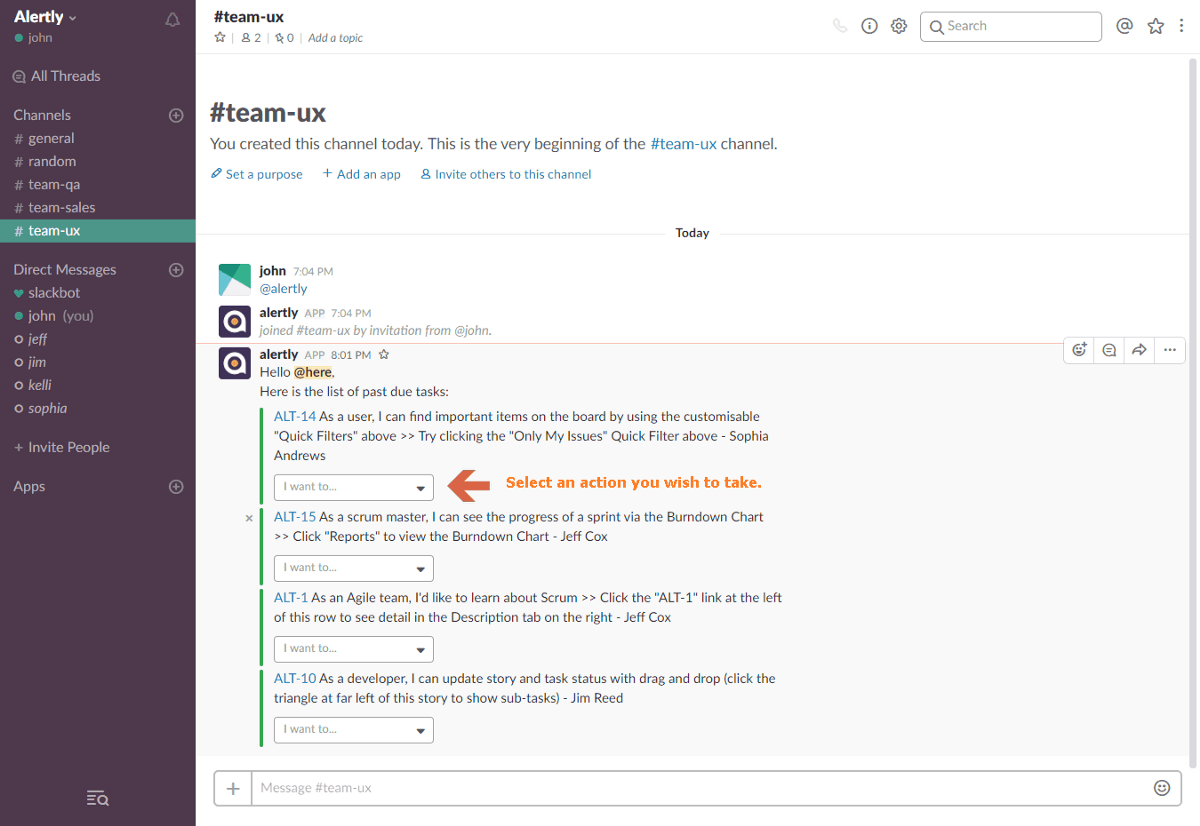 Alertly
john
All Threads
Channels
# general
# random
# team-qa
# team-sales
# team-ux
Direct Messages
slackbot
john (you)
jeff
jim
kelli
sophia
+ Invite People
Apps
#team-ux
2 | 0 | Add a topic
Search
#team-ux
You created this channel today. This is the very beginning of the #team-ux channel.
Set a purpose + Add an app Invite others to this channel
Today
john 7:04 PM
@alertly
alertly APP 7:04 PM
joined #team-ux by invitation from @john.
alertly APP 8:01 PM
Hello @here,
Here is the list of past due tasks:
ALT-14 As a user, I can find important items on the board by using the customisable
"Quick Filters" above >> Try clicking the "Only My Issues" Quick Filter above - Sophia
Andrews
I want to...
Select an action you wish to take.
ALT-15 As a scrum master, I can see the progress of a sprint via the Burndown Chart
>> Click "Reports" to view the Burndown Chart - Jeff Cox
I want to...
ALT-1 As an Agile team, I'd like to learn about Scrum >> Click the "ALT-1" link at the left
of this row to see detail in the Description tab on the right - Jeff Cox
I want to...
ALT-10 As a developer, I can update story and task status with drag and drop (click the
triangle at far left of this story to show sub-tasks) - Jim Reed
I want to...
+ Message #team-ux